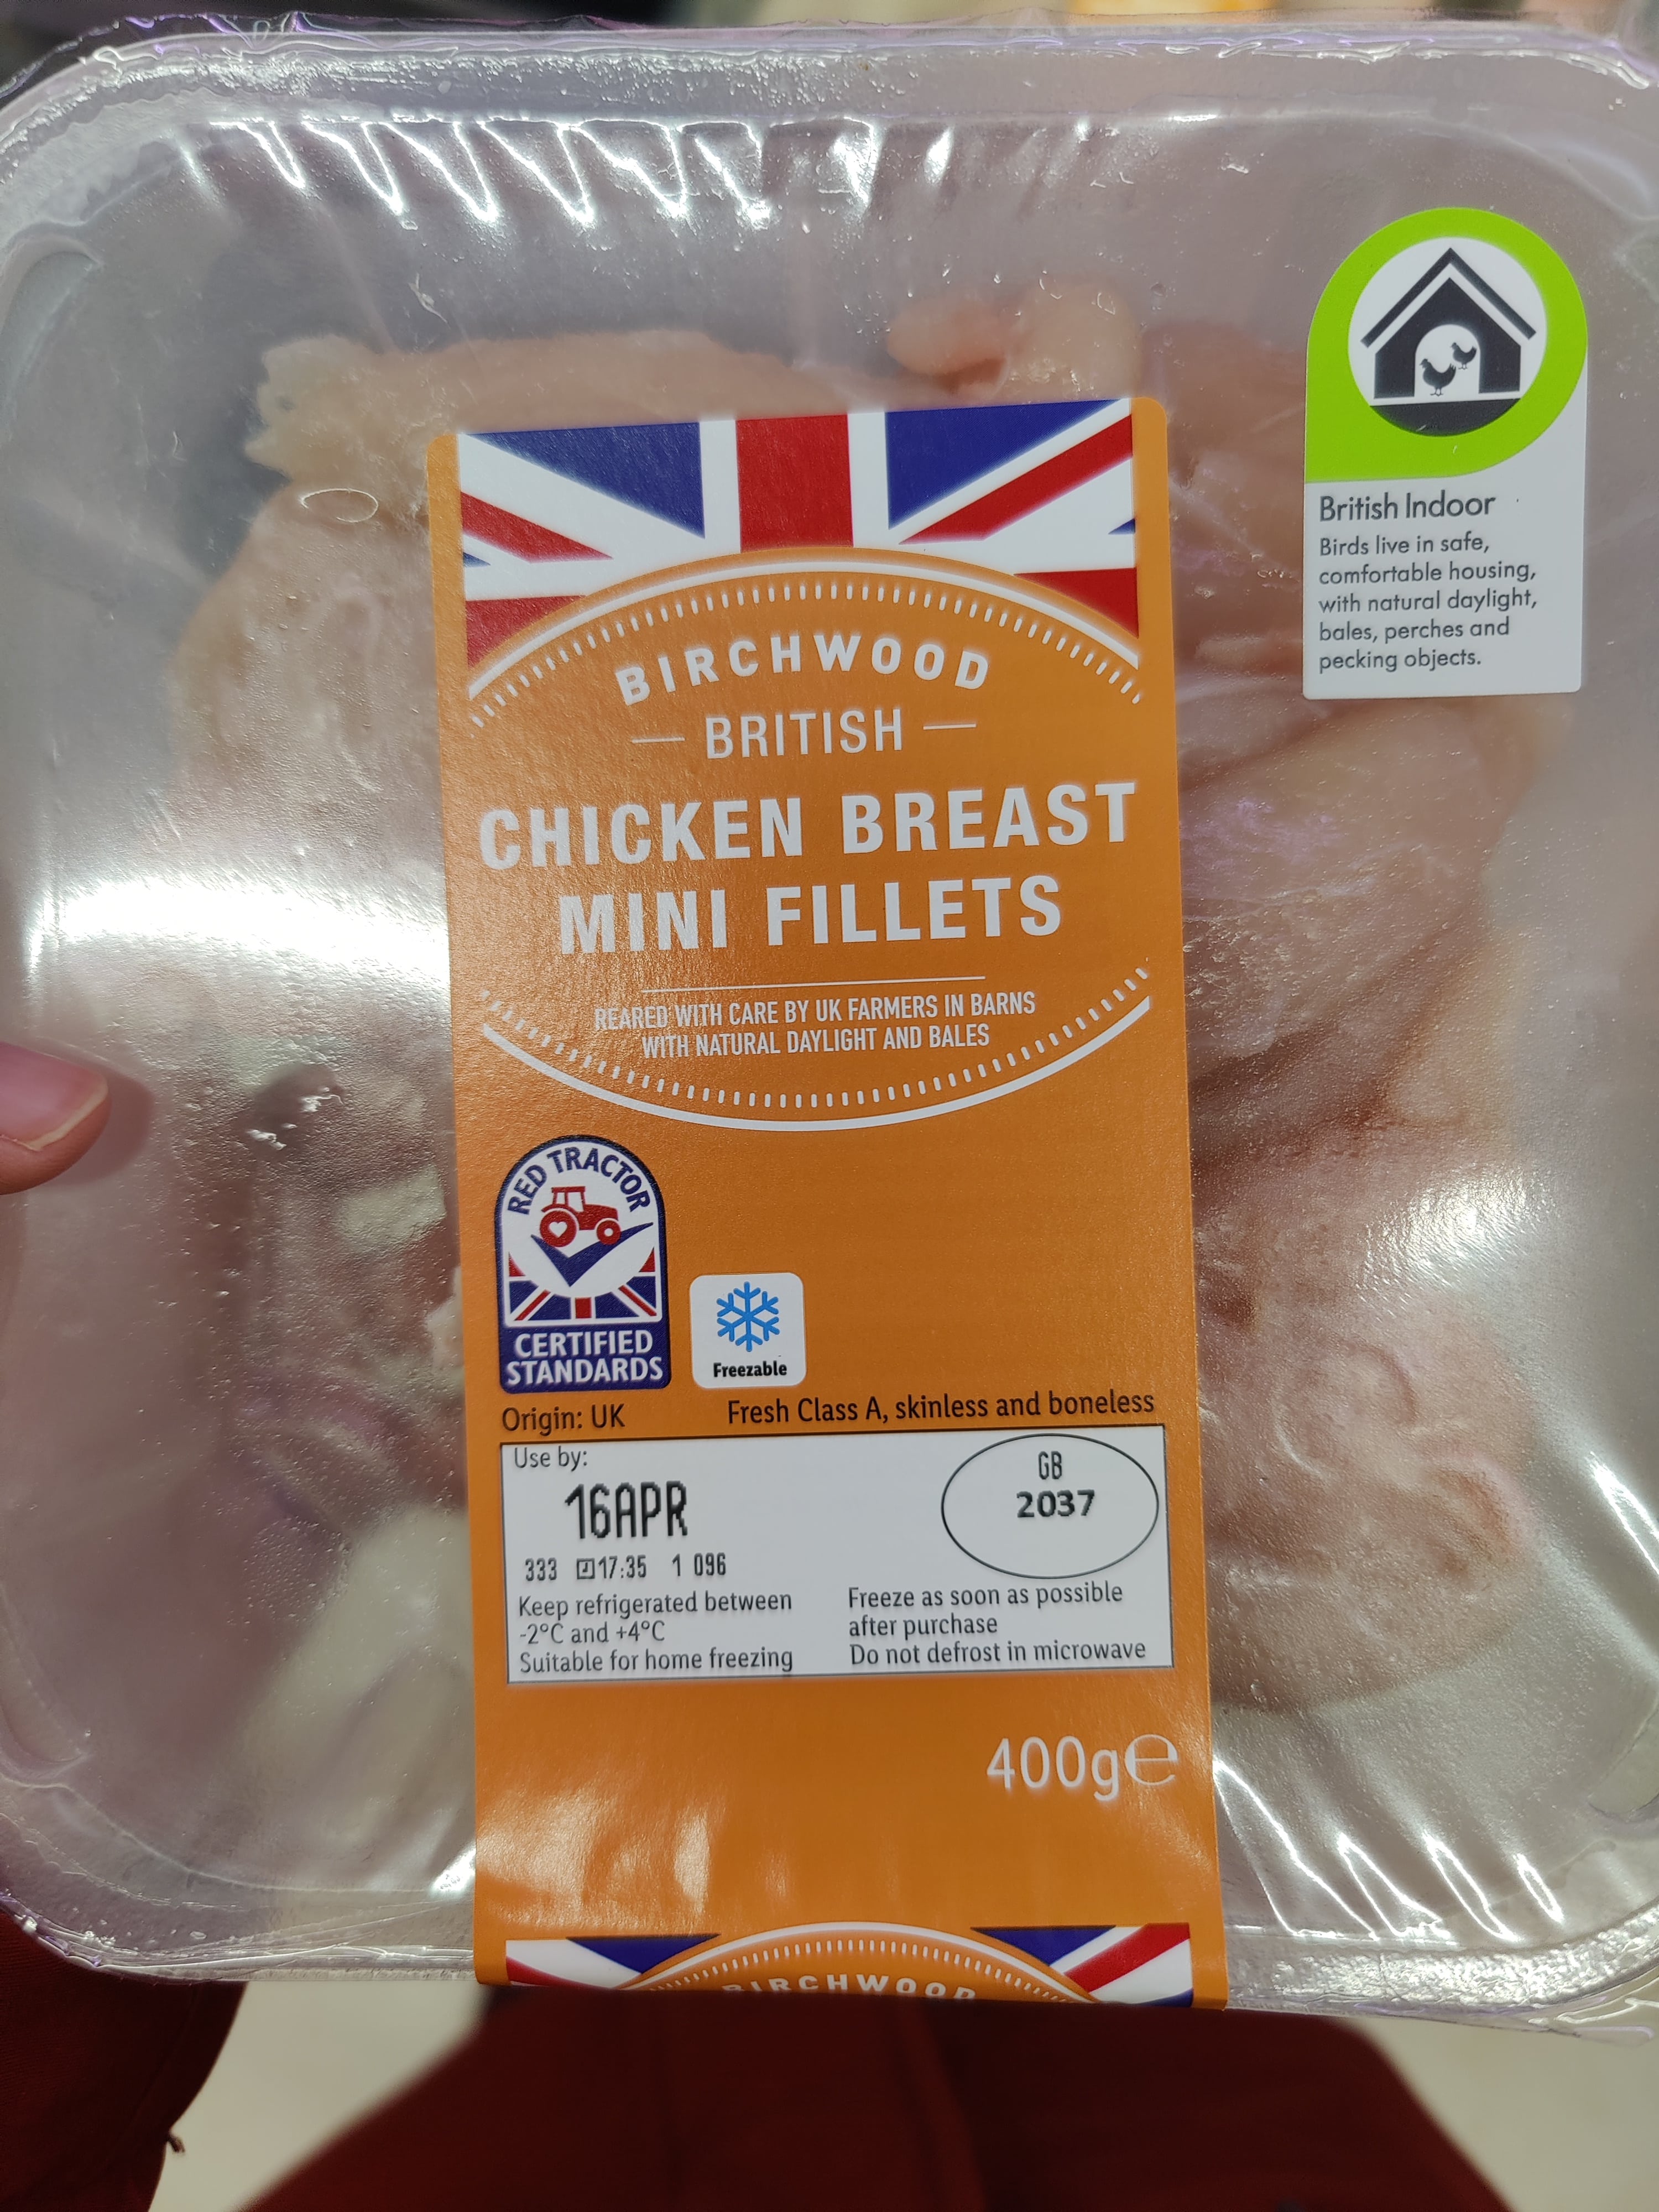 British Indoor
Birds live in safe,
comfortable housing,
with natural daylight,
bales, perches and
pecking objects.
BIRCHWOOD
BRITISH
CHICKEN BREAST
MINI FILLETS
REARED WITH CARE BY UK FARMERS IN BARNS
WITH NATURAL DAYLIGHT AND BALES
RED TRACTOR
CERTIFIED
STANDARDS
Freezable
Origin: UK
Fresh Class A, skinless and boneless
Use by:
16APR
333 17:35 1 096
GB
2037
Keep refrigerated between
-2°C and +4°C
Suitable for home freezing
Freeze as soon as possible
after purchase
Do not defrost in microwave
400g℮
BIRCHWOOD